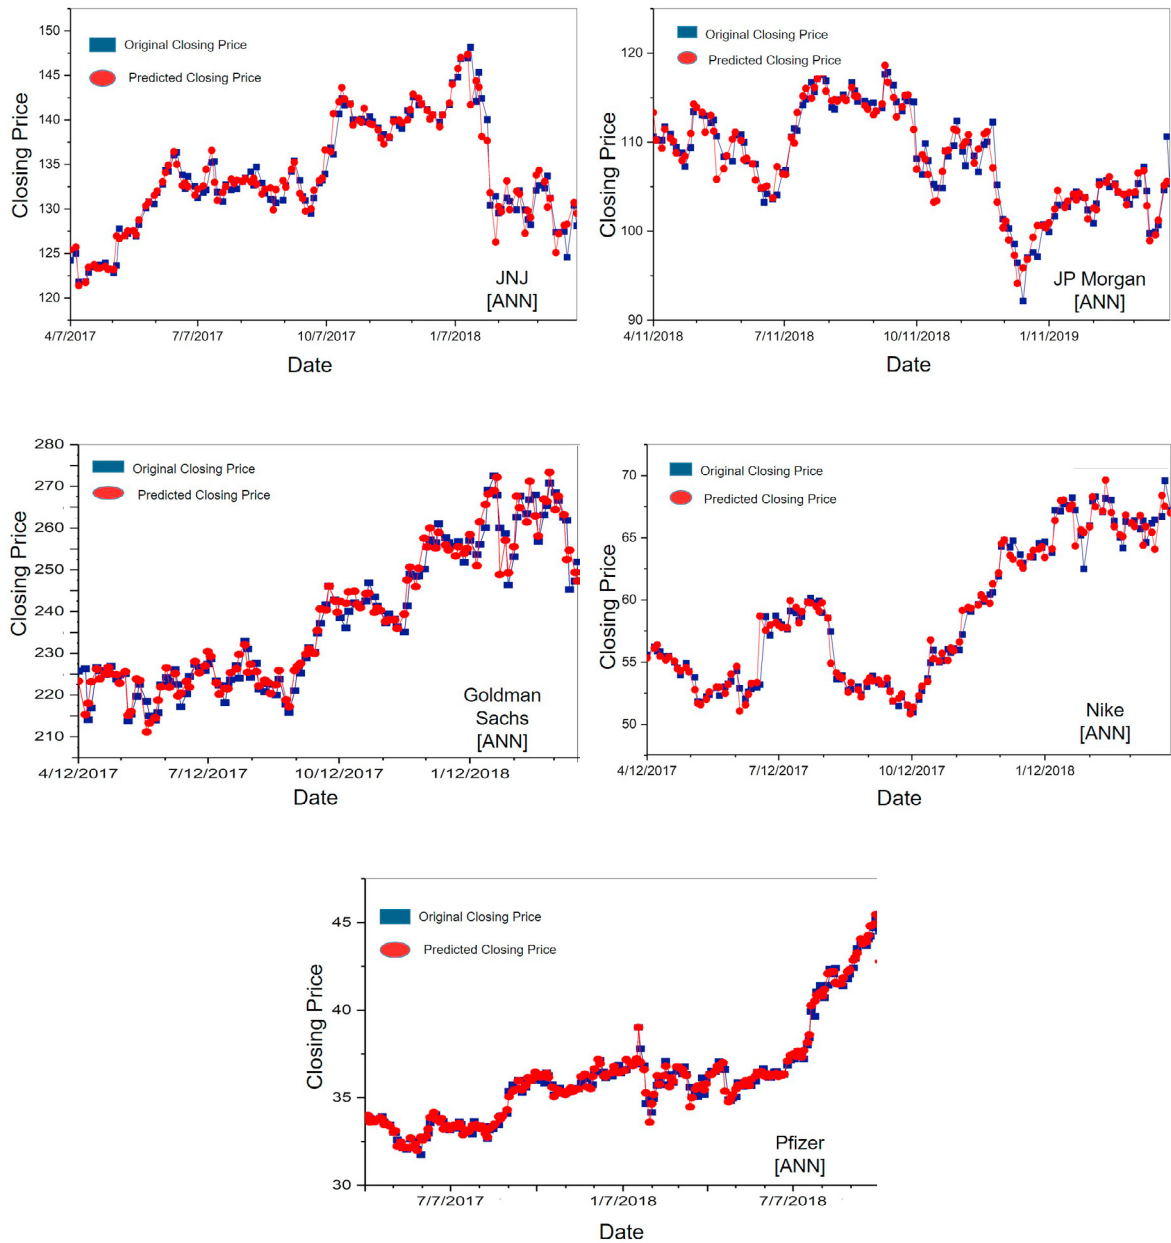 150
145
140
135
130
125
120
Closing Price
Original Closing Price
Predicted Closing Price
JNJ
[ANN]
4/7/2017 7/7/2017 10/7/2017 1/7/2018
Date
120
110
100
90
Closing Price
Original Closing Price
Predicted Closing Price
JP Morgan
[ANN]
4/11/2018 7/11/2018 10/11/2018 1/11/2019
Date
280
270
260
250
240
230
220
210
Closing Price
Original Closing Price
Predicted Closing Price
Goldman
Sachs
[ANN]
4/12/2017 7/12/2017 10/12/2017 1/12/2018
Date
70
65
60
55
50
Closing Price
Original Closing Price
Predicted Closing Price
Nike
[ANN]
4/12/2017 7/12/2017 10/12/2017 1/12/2018
Date
45
40
35
30
Closing Price
Original Closing Price
Predicted Closing Price
Pfizer
[ANN]
7/7/2017 1/7/2018 7/7/2018
Date